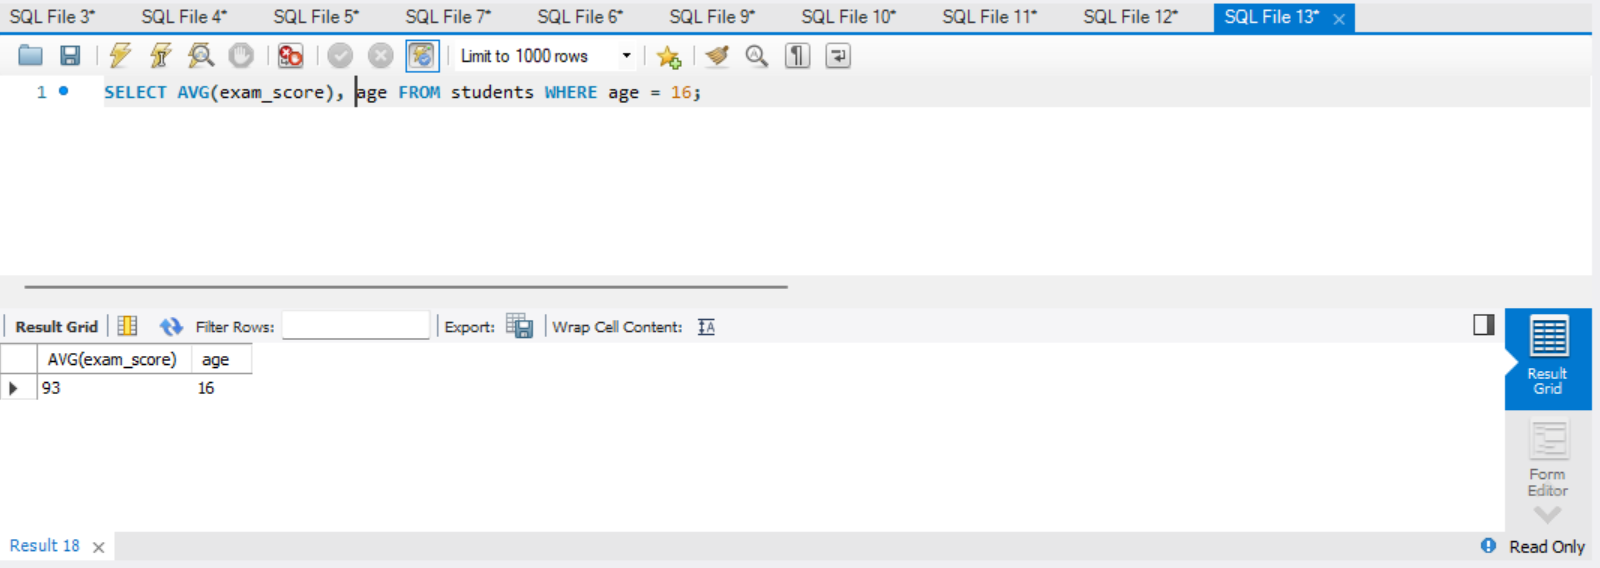 SQL File 3* SQL File 4* SQL File 5* SQL File 7* SQL File 6* SQL File 9* SQL File 10* SQL File 11* SQL File 12* SQL File 13*
Limit to 1000 rows
1 SELECT AVG(exam_score), age FROM students WHERE age = 16;
Result Grid Filter Rows: Export: Wrap Cell Content:
AVG(exam_score) age
93 16
Result
Grid
Form
Editor
Result 18 Read Only